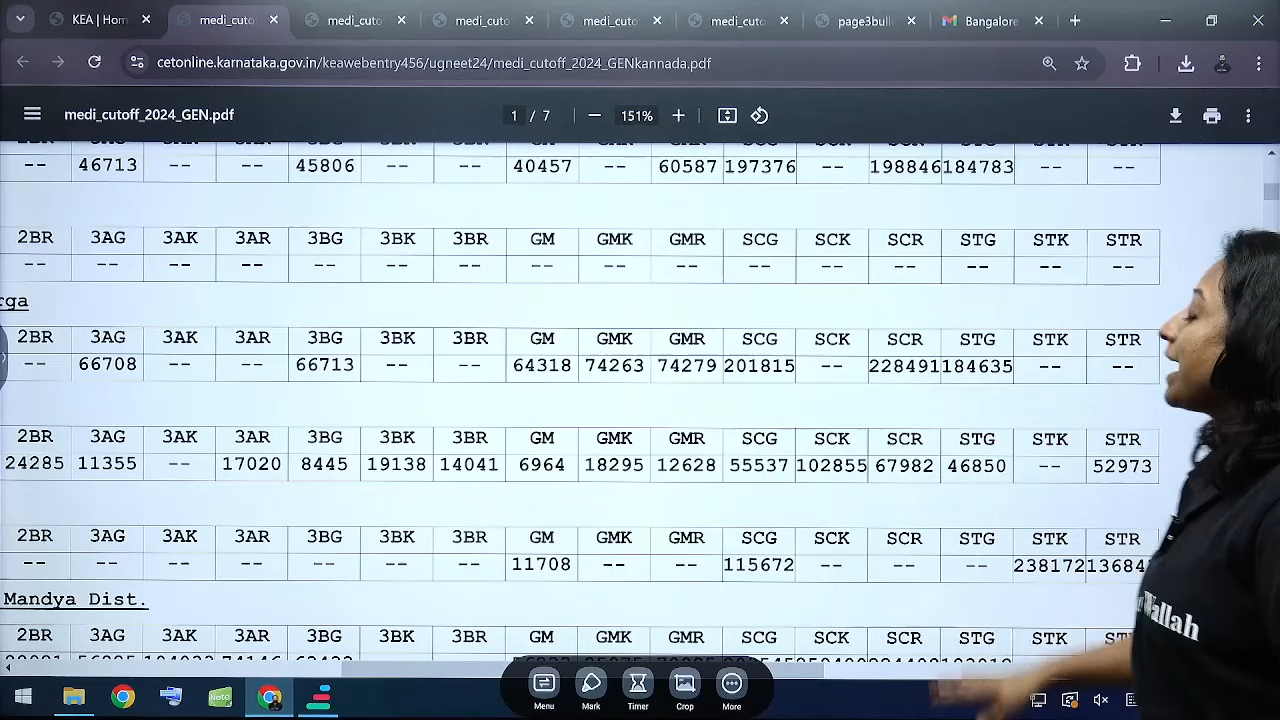 KEA | Hom
medi_cuto
medi_cuto
medi_cuto
medi_cuto
medi_cuto
page3bull
Bangalore
cetonline.karnataka.gov.in/keawebentry456/ugneet24/medi_cutoff_2024_GENkannada.pdf
medi_cutoff_2024_GEN.pdf
1 / 7
151%
-- 46713 -- -- 45806 -- -- 40457 -- 60587 197376 -- 198846 184783 -- --
2BR 3AG 3AK 3AR 3BG 3BK 3BR GM GMK GMR SCG SCK SCR STG STK STR
-- -- -- -- -- -- -- -- -- -- -- -- -- -- -- --
rga
2BR 3AG 3AK 3AR 3BG 3BK 3BR GM GMK GMR SCG SCK SCR STG STK STR
-- 66708 -- -- 66713 -- -- 64318 74263 74279 201815 -- 228491 184635 -- --
2BR 3AG 3AK 3AR 3BG 3BK 3BR GM GMK GMR SCG SCK SCR STG STK STR
24285 11355 -- 17020 8445 19138 14041 6964 18295 12628 55537 102855 67982 46850 -- 52973
2BR 3AG 3AK 3AR 3BG 3BK 3BR GM GMK GMR SCG SCK SCR STG STK STR
-- -- -- -- -- -- -- 11708 -- -- 115672 -- -- -- 238172 13684
Mandya Dist.
2BR 3AG 3AK 3AR 3BG 3BK 3BR GM GMK GMR SCG SCK SCR STG STK STR
Wallah
Menu
Mark
Timer
Crop
More
Note